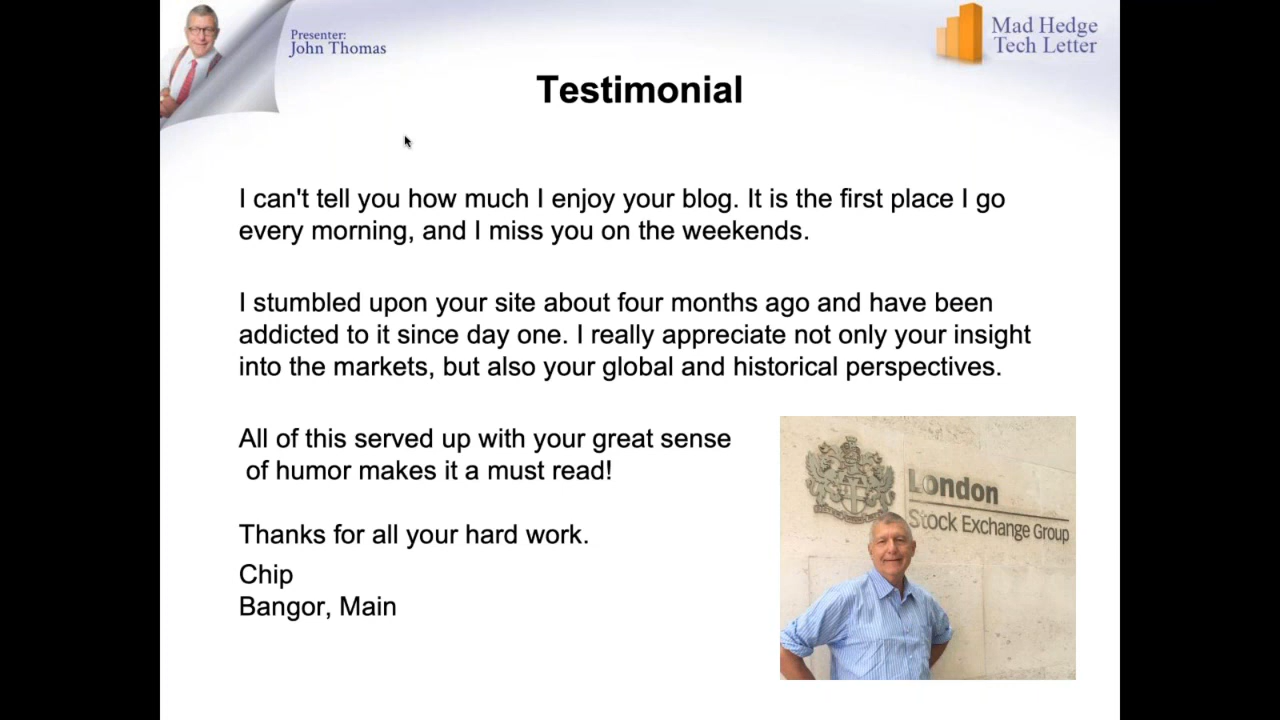 Presenter:
John Thomas
Mad Hedge
Tech Letter
Testimonial
I can't tell you how much I enjoy your blog. It is the first place I go
every morning, and I miss you on the weekends.
I stumbled upon your site about four months ago and have been
addicted to it since day one. I really appreciate not only your insight
into the markets, but also your global and historical perspectives.
All of this served up with your great sense
of humor makes it a must read!
Thanks for all your hard work.
Chip
Bangor, Main
London
Stock Exchange Group